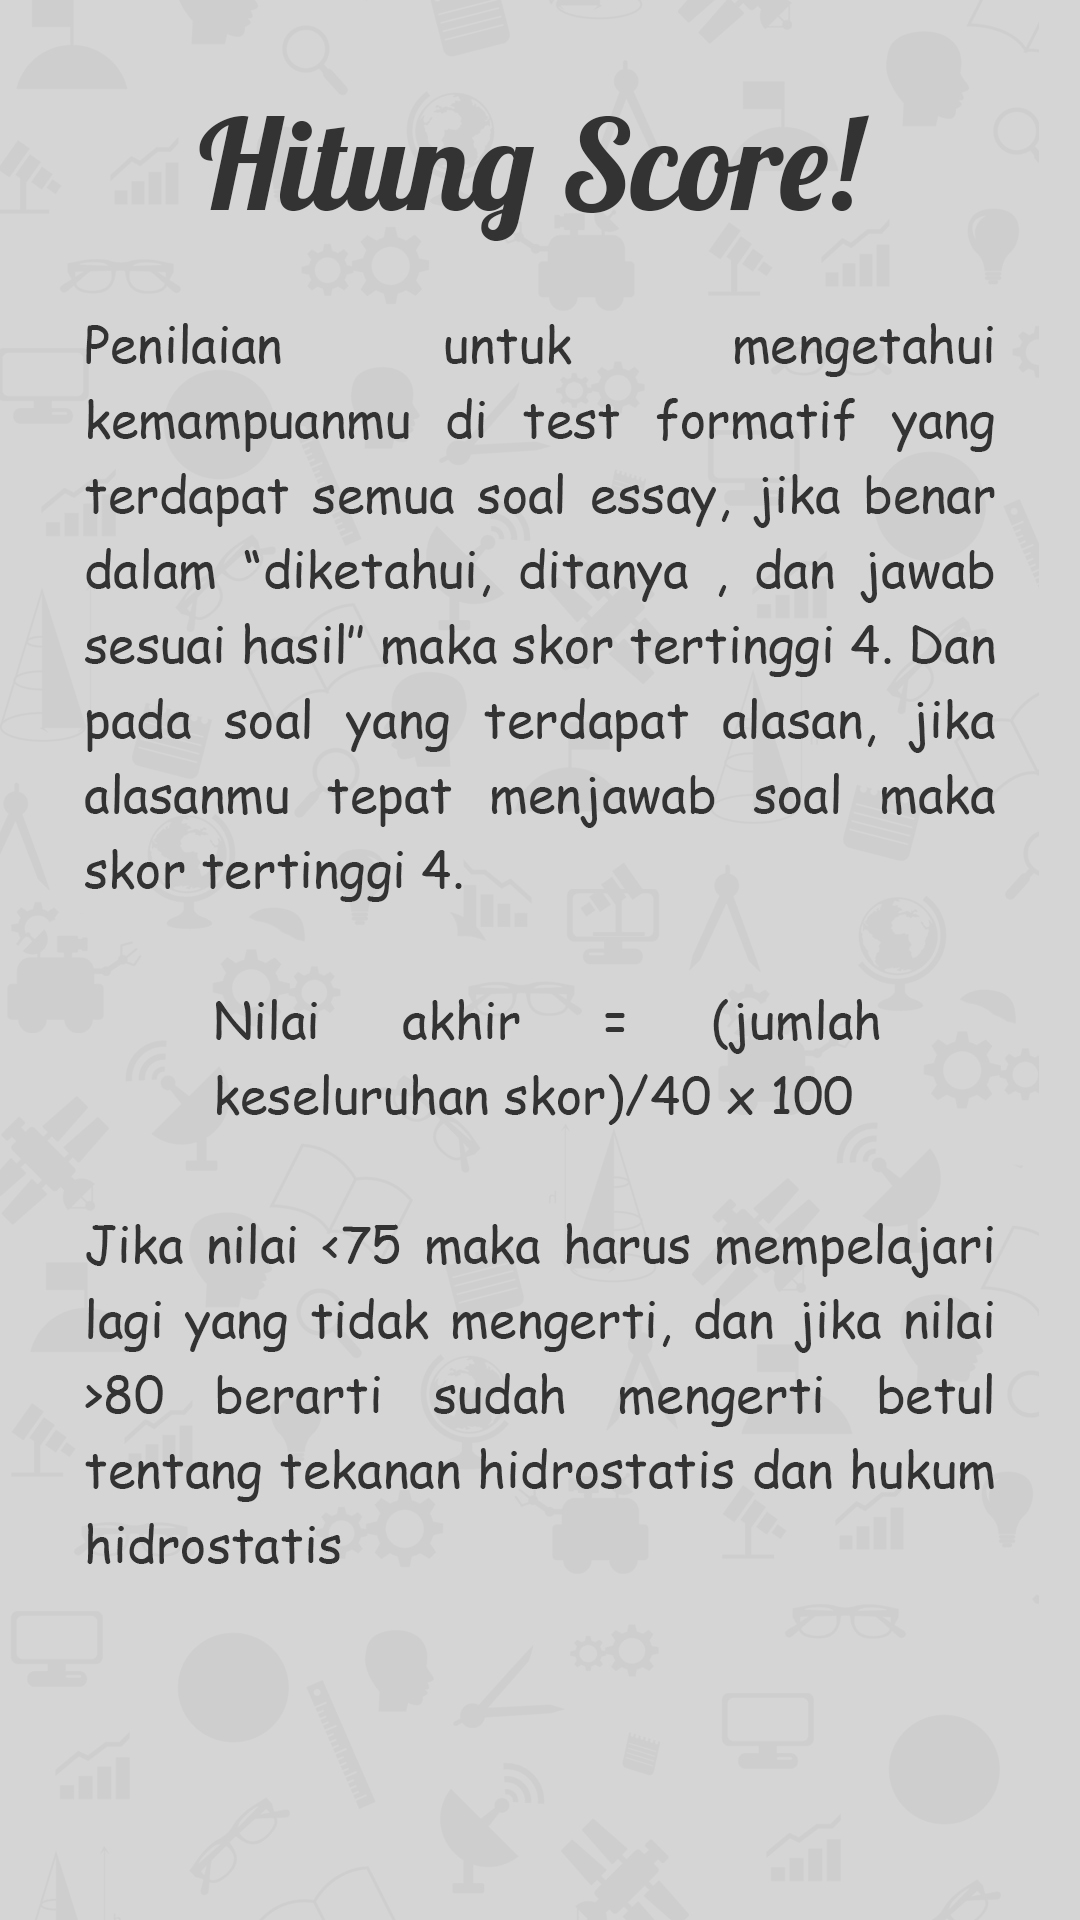 Hitung Score!
Penilaian untuk mengetahui
kemampuanmu di test formatif yang
terdapat semua soal essay, jika benar
dalam “diketahui, ditanya , dan jawab
sesuai hasil” maka skor tertinggi 4. Dan
pada soal yang terdapat alasan, jika
alasanmu tepat menjawab soal maka
skor tertinggi 4.
Nilai akhir = (jumlah
keseluruhan skor)/40 x 100
Jika nilai <75 maka harus mempelajari
lagi yang tidak mengerti, dan jika nilai
>80 berarti sudah mengerti betul
tentang tekanan hidrostatis dan hukum
hidrostatis